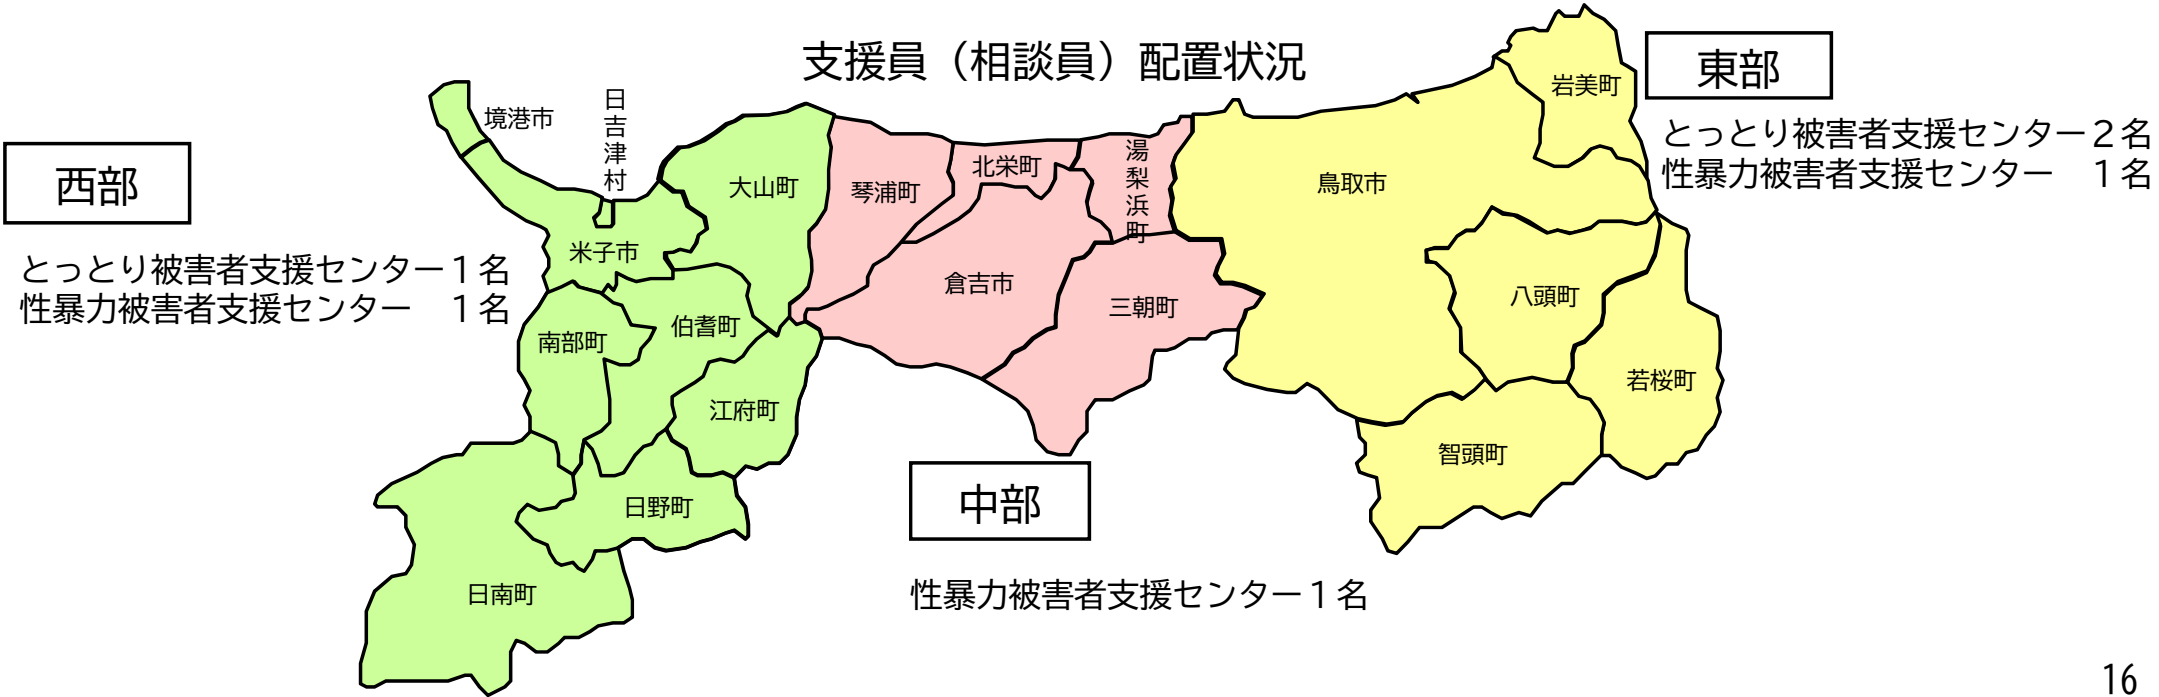 支援員（相談員）配置状況
西部
とっとり被害者支援センター１名
性暴力被害者支援センター　１名
東部
とっとり被害者支援センター２名
性暴力被害者支援センター　１名
中部
性暴力被害者支援センター１名
境港市
日吉津村
米子市
大山町
南部町
伯耆町
江府町
日野町
日南町
琴浦町
北栄町
湯梨浜町
倉吉市
三朝町
鳥取市
岩美町
八頭町
若桜町
智頭町
16